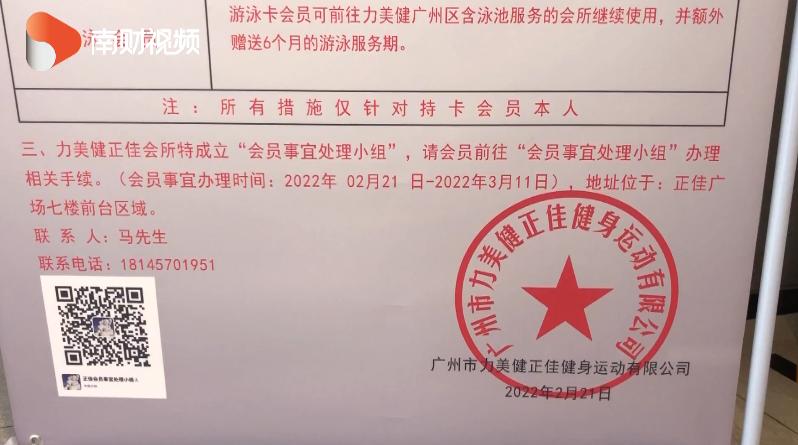 游泳卡会员可前往力美健广州区含泳池服务的会所继续使用，并额外
赠送6个月的游泳服务期。
南财视频
注：所有措施仅针对持卡会员本人
三、力美健正佳会所特成立“会员事宜处理小组”，请会员前往“会员事宜处理小组”办理
相关手续。（会员事宜办理时间：2022年 02月21 日-2022年3月11日），地址位于：正佳广
场七楼前台区域。
联 系 人：马先生
联系电话：18145701951
正佳会员事宜处理小组
广州市力美健正佳健身运动有限公司
广州市力美健正佳健身运动有限公司
2022年2月21日